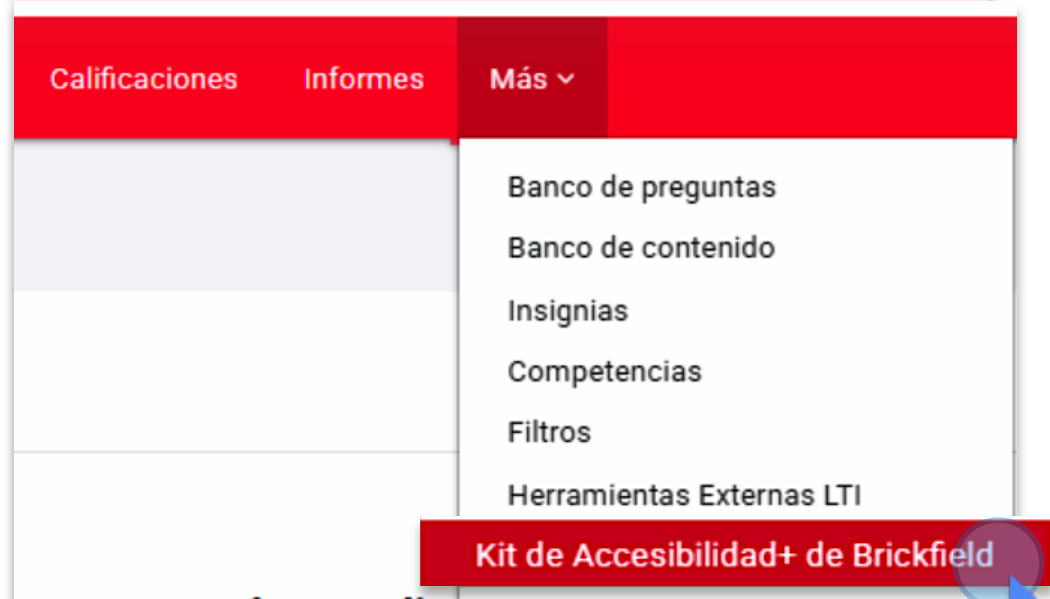 Calificaciones Informes Más
Banco de preguntas
Banco de contenido
Insignias
Competencias
Filtros
Herramientas Externas LTI
Kit de Accesibilidad+ de Brickfield